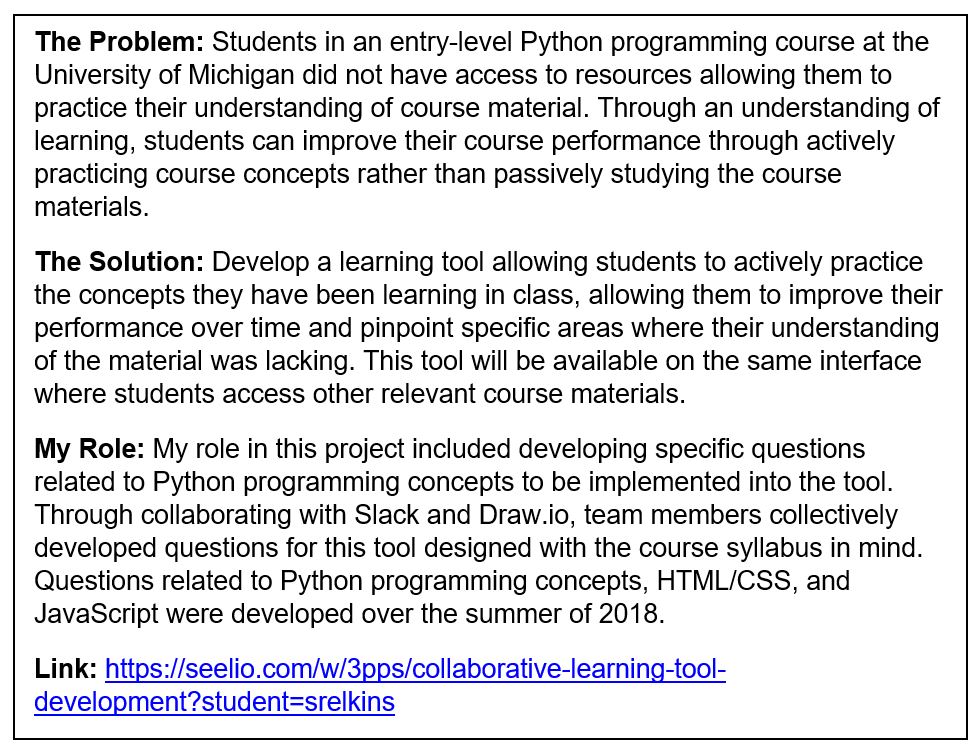 The Problem: Students in an entry-level Python programming course at the
University of Michigan did not have access to resources allowing them to
practice their understanding of course material. Through an understanding of
learning, students can improve their course performance through actively
practicing course concepts rather than passively studying the course
materials.
The Solution: Develop a learning tool allowing students to actively practice
the concepts they have been learning in class, allowing them to improve their
performance over time and pinpoint specific areas where their understanding
of the material was lacking. This tool will be available on the same interface
where students access other relevant course materials.
My Role: My role in this project included developing specific questions
related to Python programming concepts to be implemented into the tool.
Through collaborating with Slack and Draw.io, team members collectively
developed questions for this tool designed with the course syllabus in mind.
Questions related to Python programming concepts, HTML/CSS, and
JavaScript were developed over the summer of 2018.
Link: https://seelio.com/w/3pps/collaborative-learning-tool-
development?student=srelkins